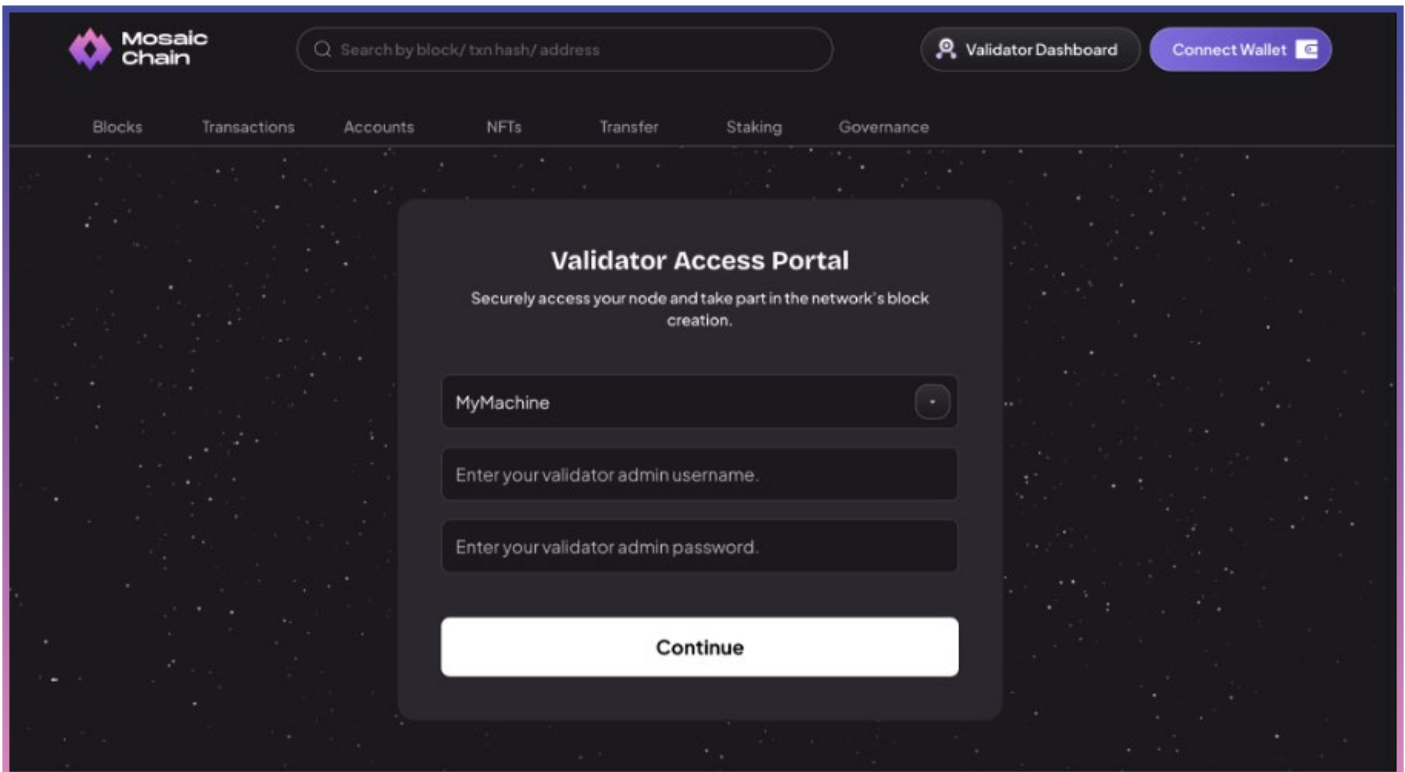 Mosaic
Chain
Search by block/ txn hash/ address
Validator Dashboard
Connect Wallet
Blocks
Transactions
Accounts
NFTs
Transfer
Staking
Governance
Validator Access Portal
Securely access your node and take part in the network's block
creation.
MyMachine
Enter your validator admin username.
Enter your validator admin password.
Continue